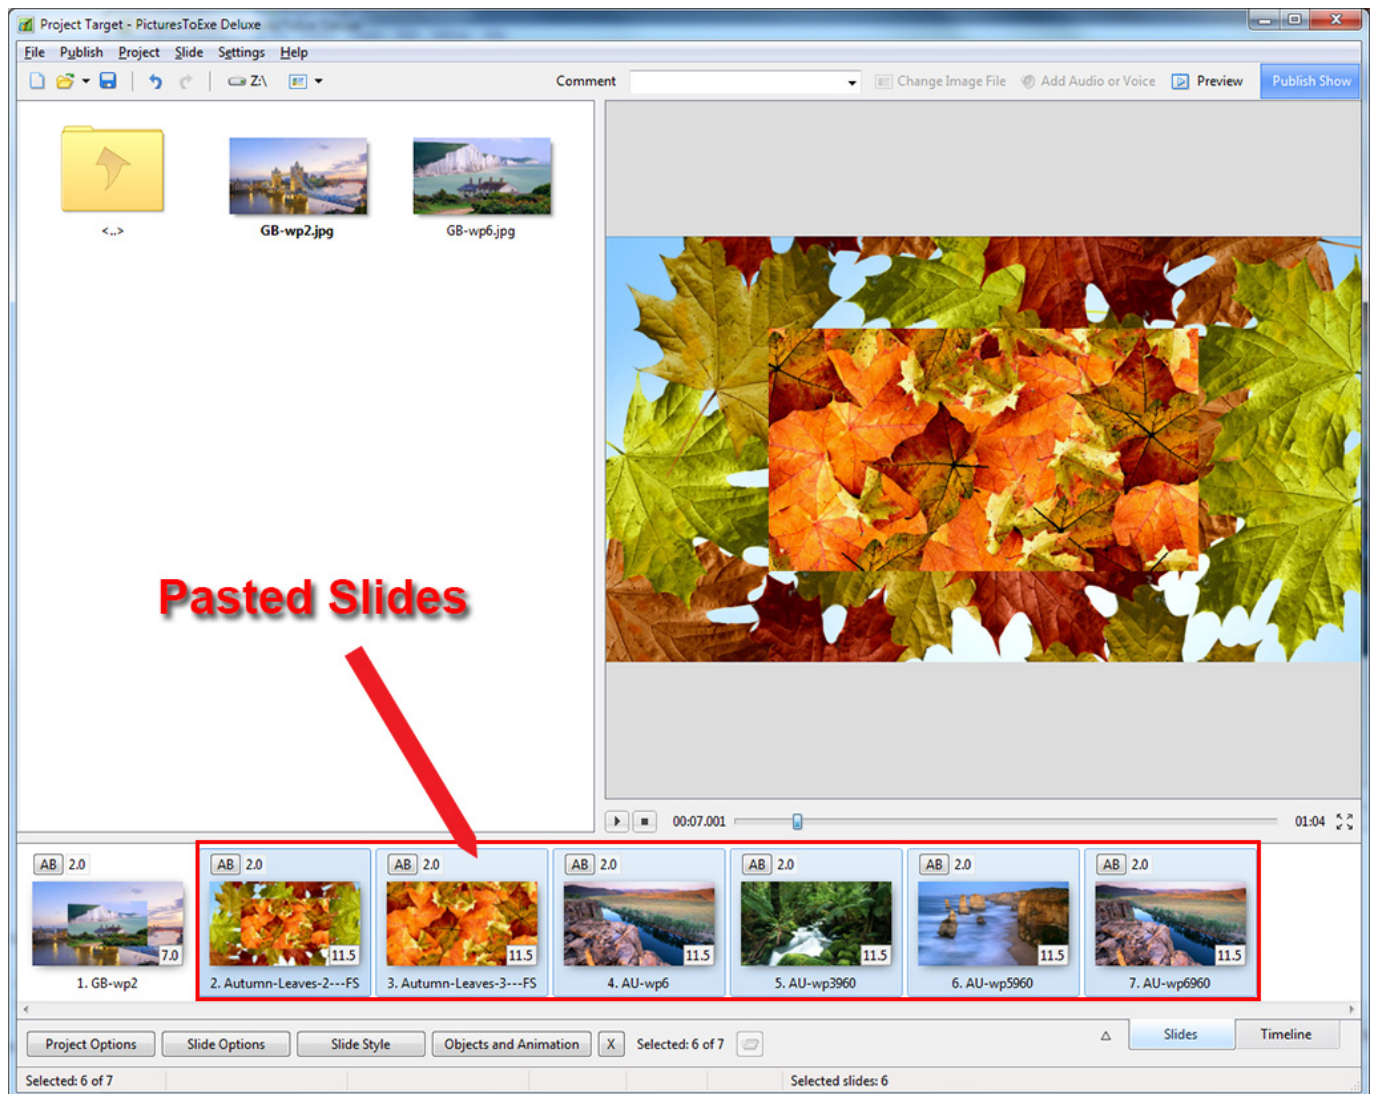 Project Target - PicturesToExe Deluxe
File Publish Project Slide Settings Help
Z:\ Comment Change Image File Add Audio or Voice Preview Publish Show
<..> GB-wp2.jpg GB-wp6.jpg
Pasted Slides
00:07.001 01:04
AB 2.0 AB 2.0 AB 2.0 AB 2.0 AB 2.0 AB 2.0 AB 2.0
7.0 11.5 11.5 11.5 11.5 11.5 11.5
1. GB-wp2 2. Autumn-Leaves-2---FS 3. Autumn-Leaves-3---FS 4. AU-wp6 5. AU-wp3960 6. AU-wp5960 7. AU-wp6960
Project Options Slide Options Slide Style Objects and Animation X Selected: 6 of 7 Slides Timeline
Selected: 6 of 7 Selected slides: 6